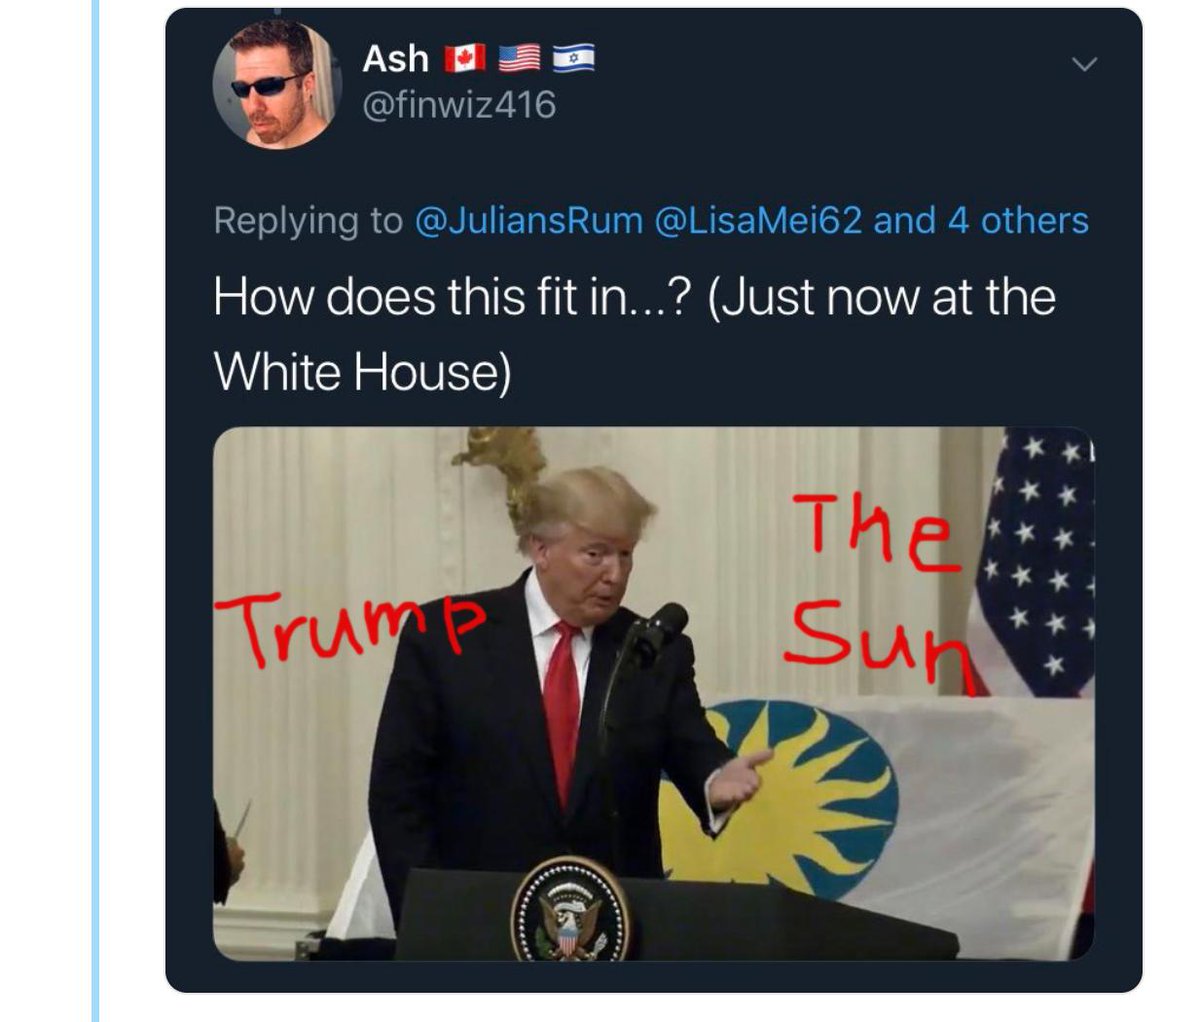 Ash 🇨🇦 🇺🇸 🇮🇱
@finwiz416
Replying to @JuliansRum @LisaMei62 and 4 others
How does this fit in...? (Just now at the
White House)
The
Trump
Sun